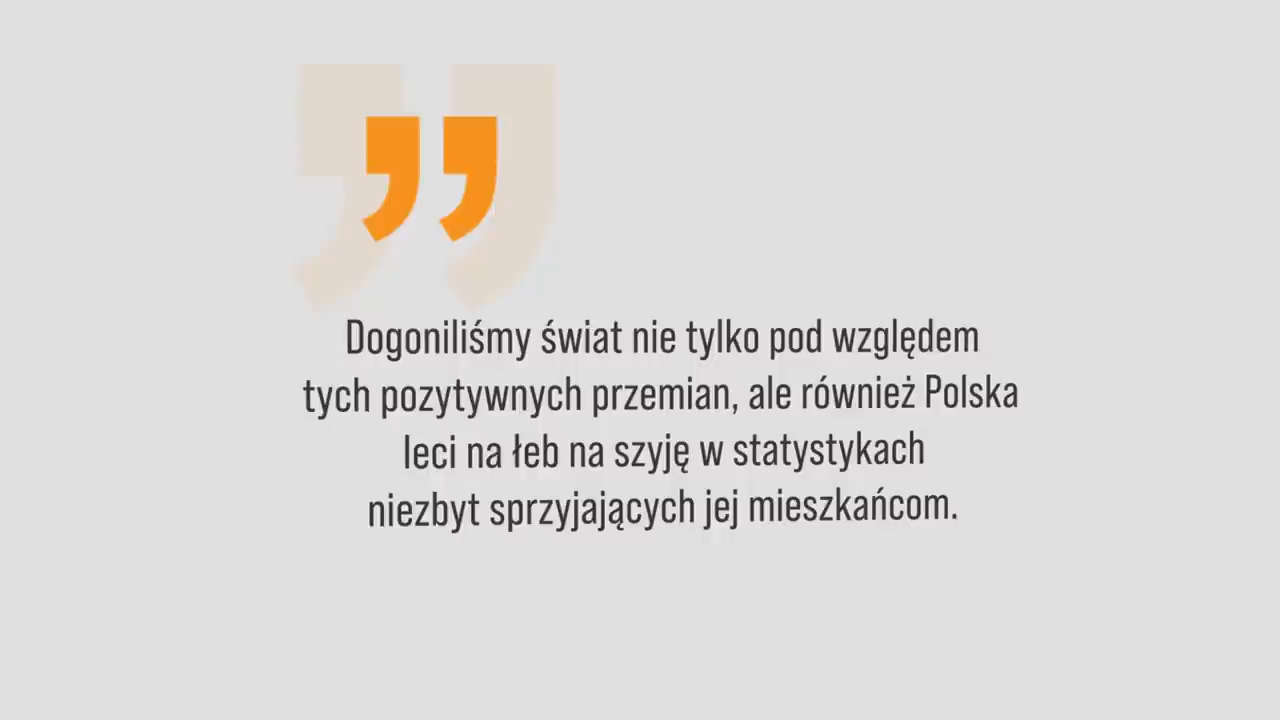 Dogoniliśmy świat nie tylko pod względem
tych pozytywnych przemian, ale również Polska
leci na łeb na szyję w statystykach
niezbyt sprzyjających jej mieszkańcom.